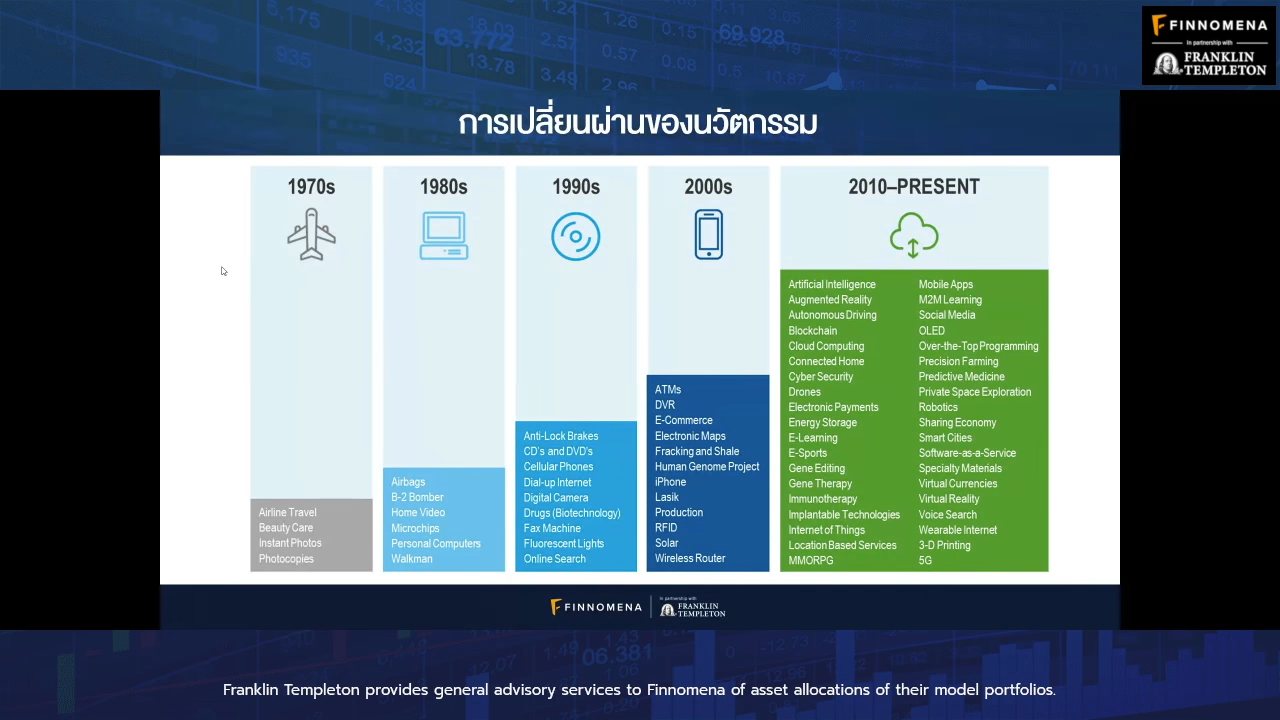 FINNOMENA
In partnership with
FRANKLIN
TEMPLETON
การเปลี่ยนผ่านของนวัตกรรม
1970s
Airline Travel
Beauty Care
Instant Photos
Photocopies
1980s
Airbags
B-2 Bomber
Home Video
Microchips
Personal Computers
Walkman
1990s
Anti-Lock Brakes
CD's and DVD's
Cellular Phones
Dial-up Internet
Digital Camera
Drugs (Biotechnology)
Fax Machine
Fluorescent Lights
Online Search
2000s
ATMs
DVR
E-Commerce
Electronic Maps
Fracking and Shale
Human Genome Project
iPhone
Lasik
Production
RFID
Solar
Wireless Router
2010–PRESENT
Artificial Intelligence
Augmented Reality
Autonomous Driving
Blockchain
Cloud Computing
Connected Home
Cyber Security
Drones
Electronic Payments
Energy Storage
E-Learning
E-Sports
Gene Editing
Gene Therapy
Immunotherapy
Implantable Technologies
Internet of Things
Location Based Services
MMORPG
Mobile Apps
M2M Learning
Social Media
OLED
Over-the-Top Programming
Precision Farming
Predictive Medicine
Private Space Exploration
Robotics
Sharing Economy
Smart Cities
Software-as-a-Service
Specialty Materials
Virtual Currencies
Virtual Reality
Voice Search
Wearable Internet
3-D Printing
5G
FINNOMENA
In partnership with
FRANKLIN
TEMPLETON
Franklin Templeton provides general advisory services to Finnomena of asset allocations of their model portfolios.